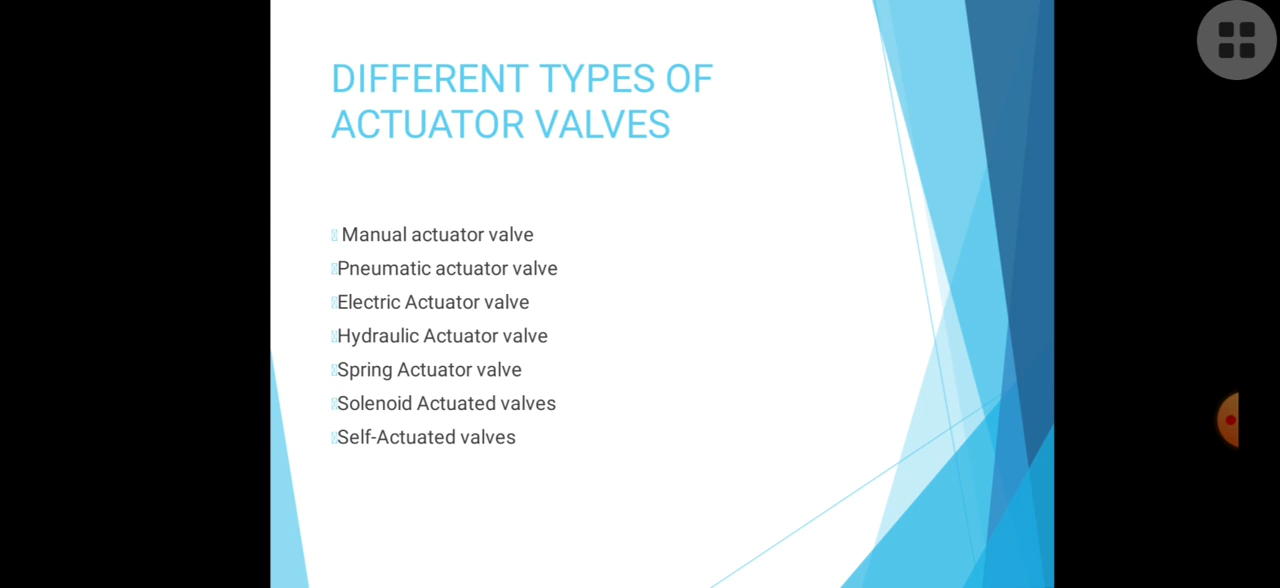 DIFFERENT TYPES OF
ACTUATOR VALVES
Manual actuator valve
Pneumatic actuator valve
Electric Actuator valve
Hydraulic Actuator valve
Spring Actuator valve
Solenoid Actuated valves
Self-Actuated valves